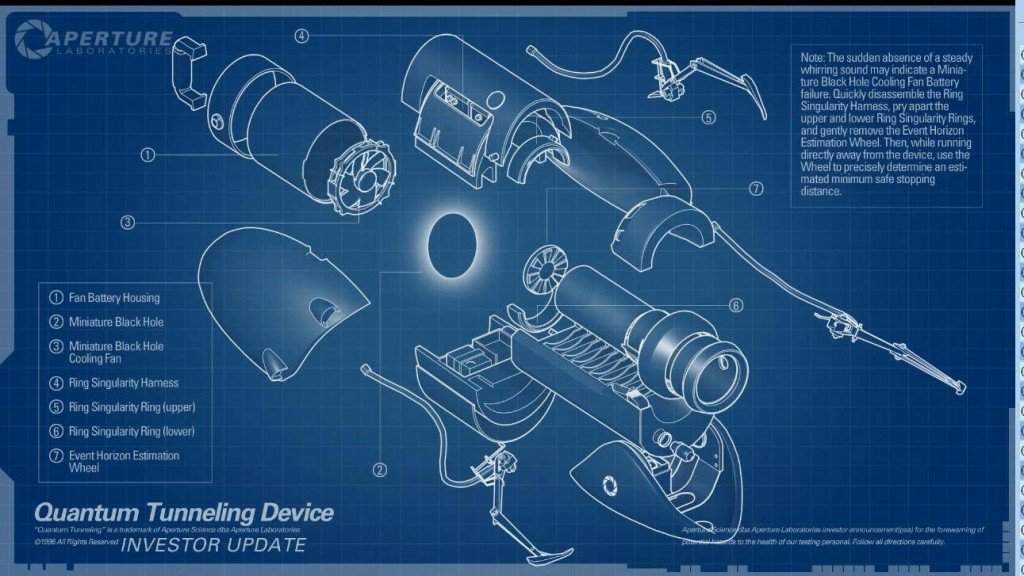 APERTURE
LABORATORIES
4
Note: The sudden absence of a steady
whirring sound may indicate a Minia-
ture Black Hole Cooling Fan Battery
failure. Quickly disassemble the Ring
Singularity Harness, pry apart the
upper and lower Ring Singularity Rings,
and gently remove the Event Horizon
Estimation Wheel. Then, while running
directly away from the device, use the
Wheel to precisely determine an esti-
mated minimum safe stopping
distance.
5
1
7
3
6
2
1 Fan Battery Housing
2 Miniature Black Hole
3 Miniature Black Hole
Cooling Fan
4 Ring Singularity Harness
5 Ring Singularity Ring (upper)
6 Ring Singularity Ring (lower)
7 Event Horizon Estimation
Wheel
Quantum Tunneling Device
"Quantum Tunneling" is a trademark of Aperture Science dba Aperture Laboratories
©1996 All Rights Reserved INVESTOR UPDATE
Aperture Science dba Aperture Laboratories investor announcement(psa) for the forewarning of
potential hazards to the health of our testing personal. Follow all directions carefully.